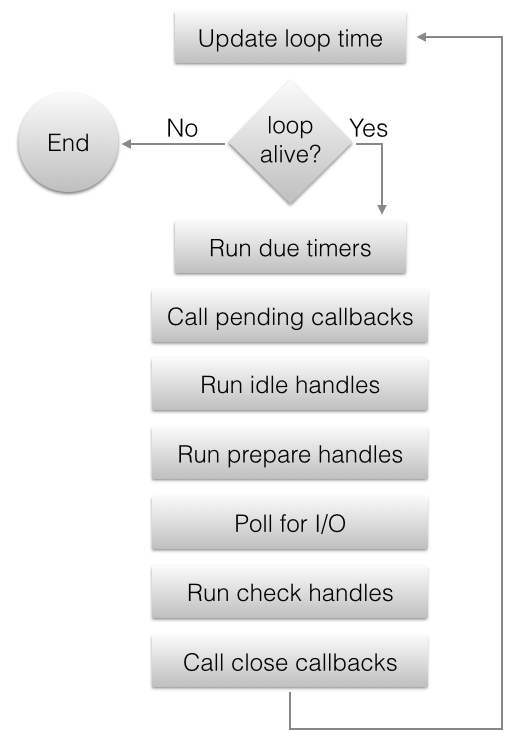 Update loop time
loop
alive?
No
Yes
End
Run due timers
Call pending callbacks
Run idle handles
Run prepare handles
Poll for I/O
Run check handles
Call close callbacks